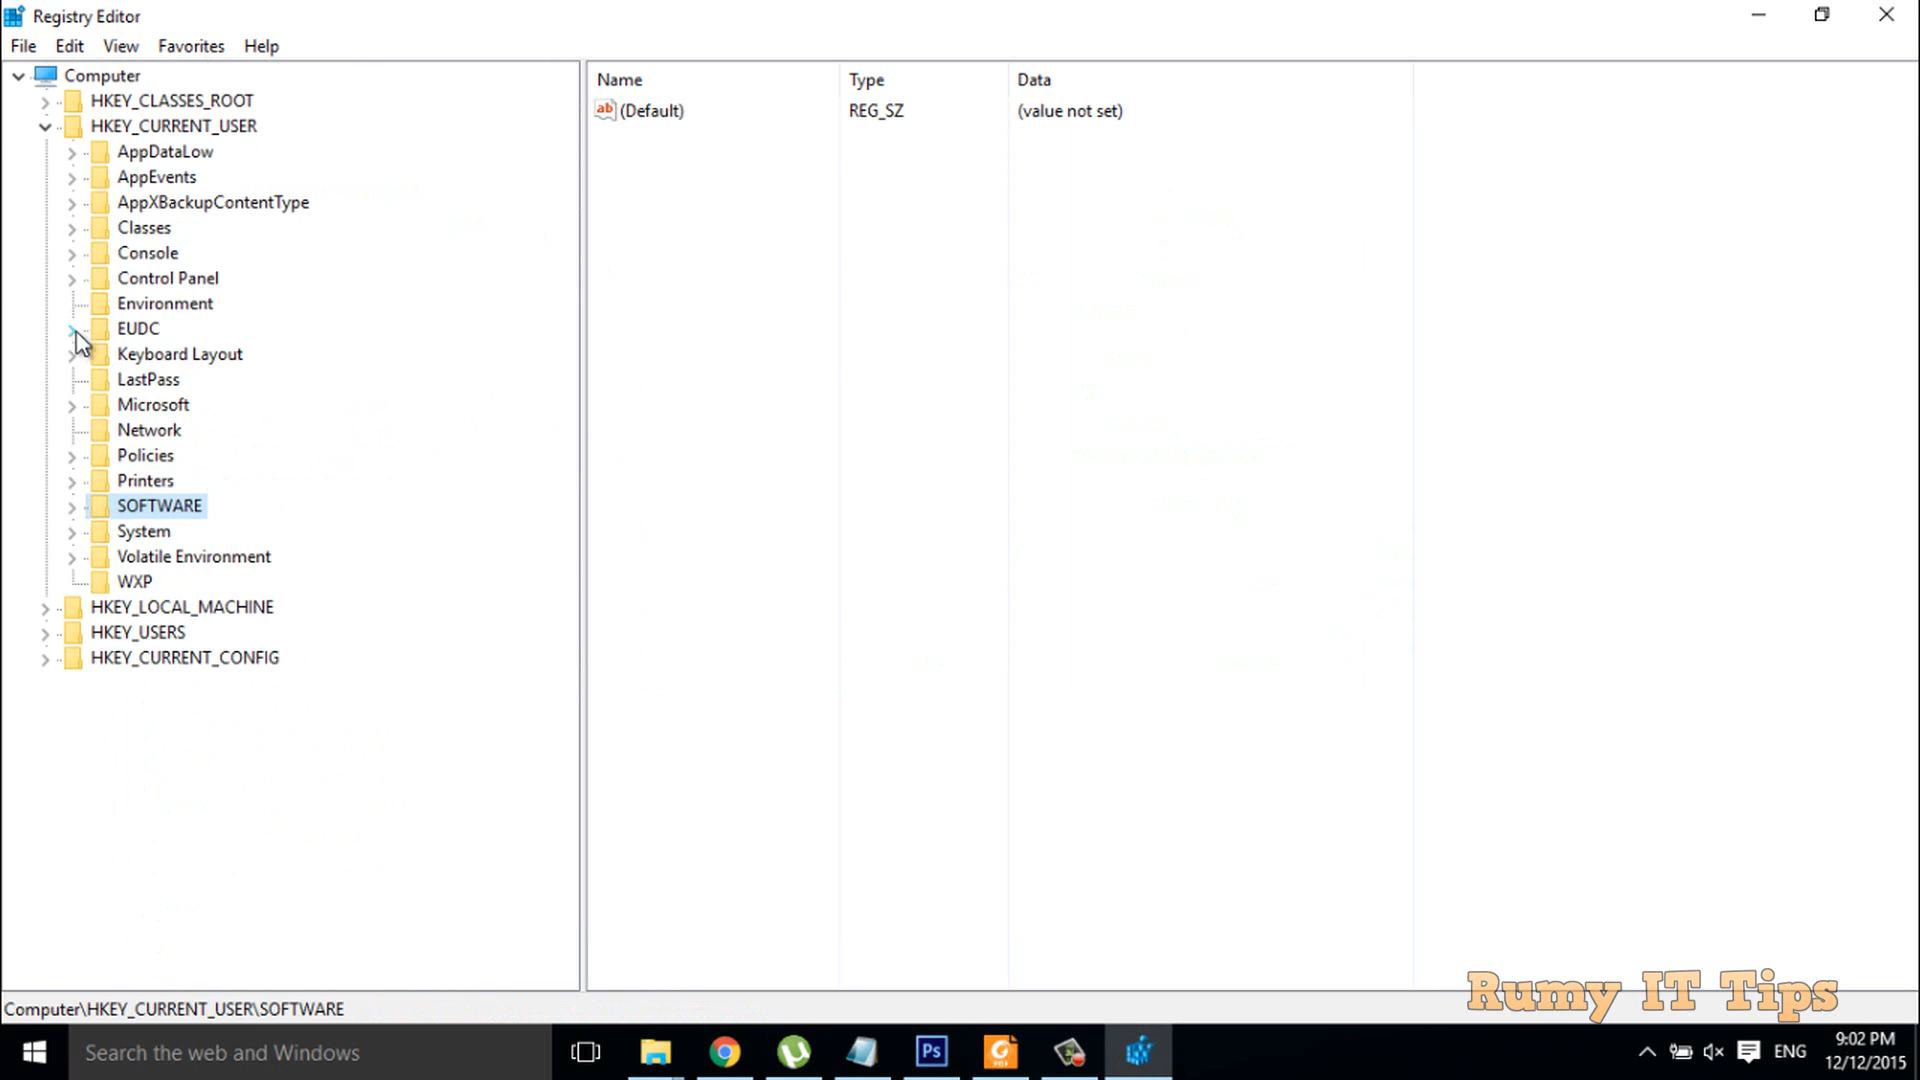 Registry Editor
File Edit View Favorites Help
Computer
HKEY_CLASSES_ROOT
HKEY_CURRENT_USER
AppDataLow
AppEvents
AppXBackupContentType
Classes
Console
Control Panel
Environment
EUDC
Keyboard Layout
LastPass
Microsoft
Network
Policies
Printers
SOFTWARE
System
Volatile Environment
WXP
HKEY_LOCAL_MACHINE
HKEY_USERS
HKEY_CURRENT_CONFIG
Name Type Data
ab (Default) REG_SZ (value not set)
Computer\HKEY_CURRENT_USER\SOFTWARE
Rumy IT Tips
Search the web and Windows
Ps
ENG
9:02 PM
12/12/2015